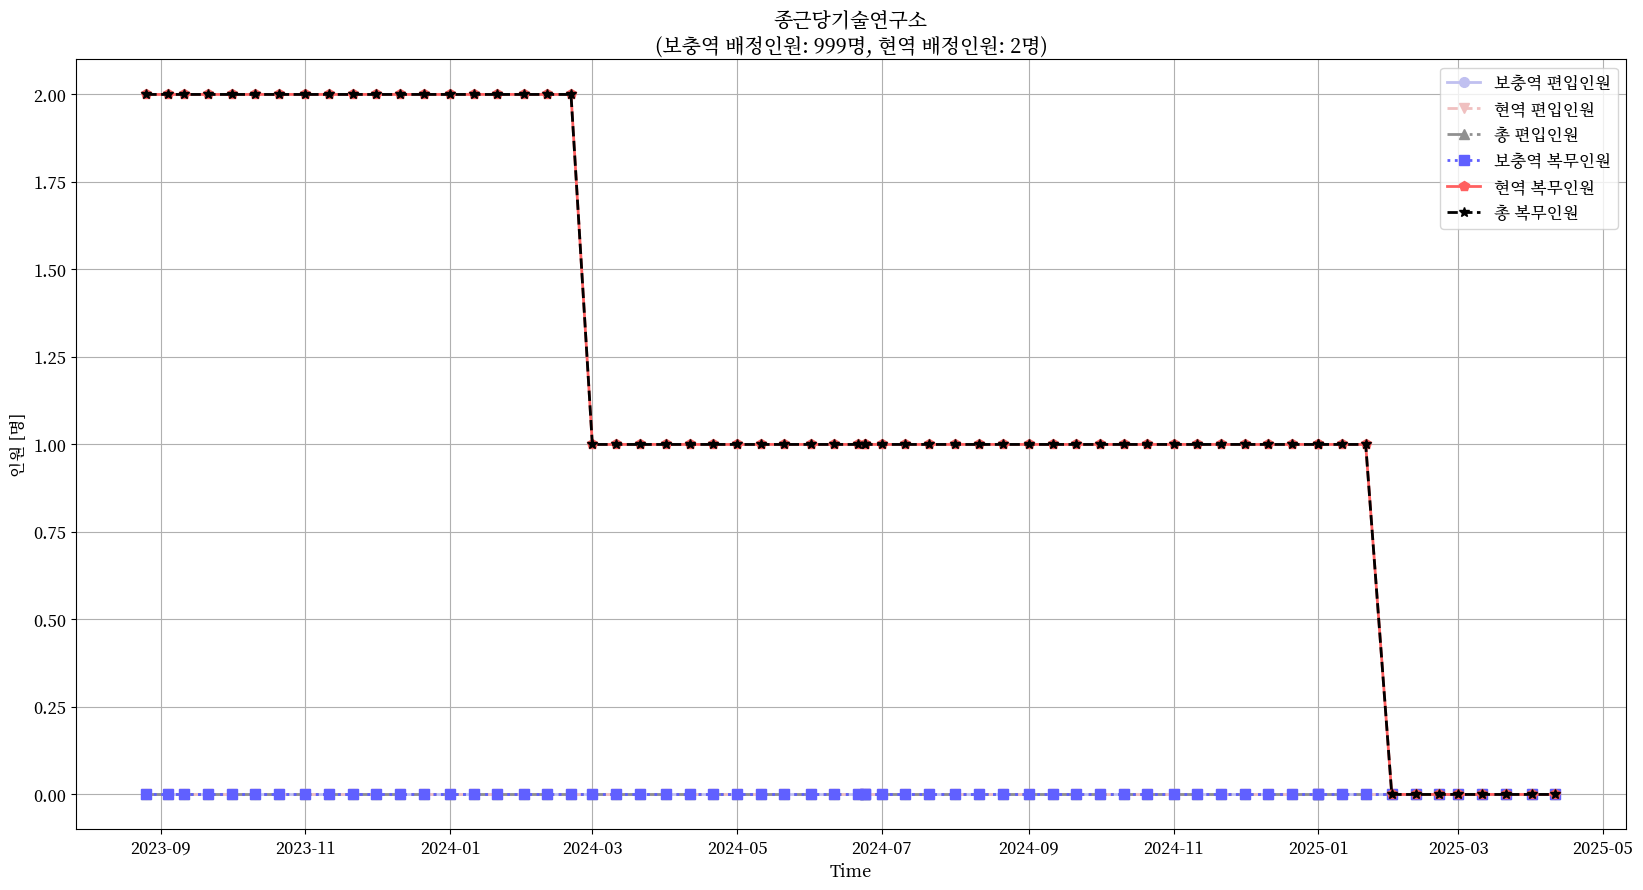 종근당기술연구소
(보충역 배정인원: 999명, 현역 배정인원: 2명)
보충역 편입인원
현역 편입인원
총 편입인원
보충역 복무인원
현역 복무인원
총 복무인원
2.00
1.75
1.50
1.25
1.00
0.75
0.50
0.25
0.00
인원 [명]
2023-09 2023-11 2024-01 2024-03 2024-05 2024-07 2024-09 2024-11 2025-01 2025-03 2025-05
Time